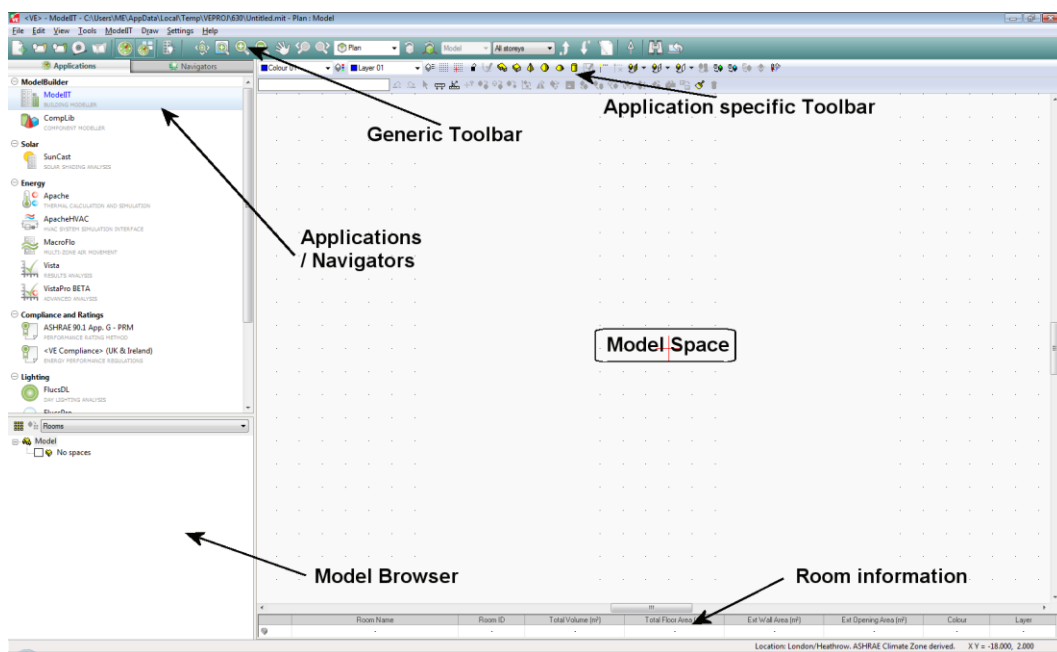 <VE> - ModelIT - C:\Users\ME\AppData\Local\Temp\VEPROJ\630\Untitled.mit - Plan : Model
File Edit View Tools ModelIT Draw Settings Help
Plan Model All storeys
Applications Navigators
Colour 01 Layer 01
ModelBuilder
ModelIT
BUILDING MODELLER
CompLib
COMPONENT MODELLER
Solar
SunCast
SOLAR SHADING ANALYSIS
Energy
Apache
THERMAL CALCULATION AND SIMULATION
ApacheHVAC
HVAC SYSTEM SIMULATION INTERFACE
MacroFlo
MULTI-ZONE AIR MOVEMENT
Vista
RESULTS ANALYSIS
VistaPro BETA
ADVANCED ANALYSIS
Compliance and Ratings
ASHRAE 90.1 App. G - PRM
PERFORMANCE RATING METHOD
<VE Compliance> (UK & Ireland)
ENERGY PERFORMANCE REGULATIONS
Lighting
FlucsDL
DAY LIGHTING ANALYSIS
FlucsPro
Rooms
Model
No spaces
Generic Toolbar
Application specific Toolbar
Applications
/ Navigators
Model Space
Model Browser
Room information
Room Name Room ID Total Volume (m³) Total Floor Area Ext Wall Area (m²) Ext Opening Area (m²) Colour Layer
Location: London/Heathrow. ASHRAE Climate Zone derived. X Y = -18.000, 2.000